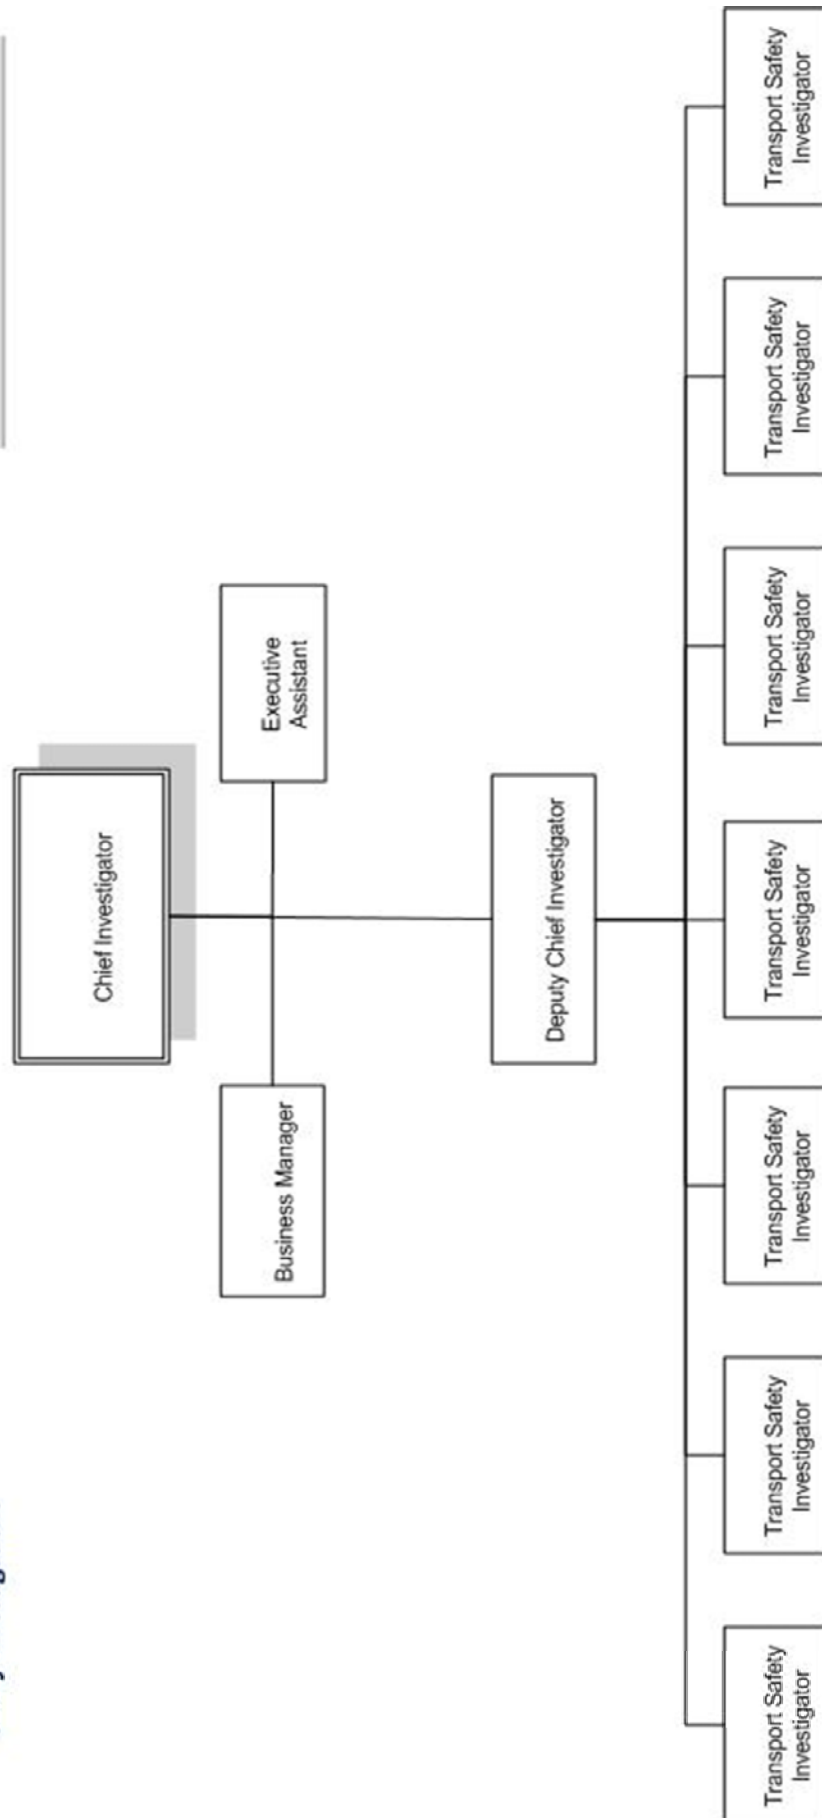 Chief Investigator
Business Manager
Executive
Assistant
Deputy Chief Investigator
Transport Safety
Investigator
Transport Safety
Investigator
Transport Safety
Investigator
Transport Safety
Investigator
Transport Safety
Investigator
Transport Safety
Investigator
Transport Safety
Investigator